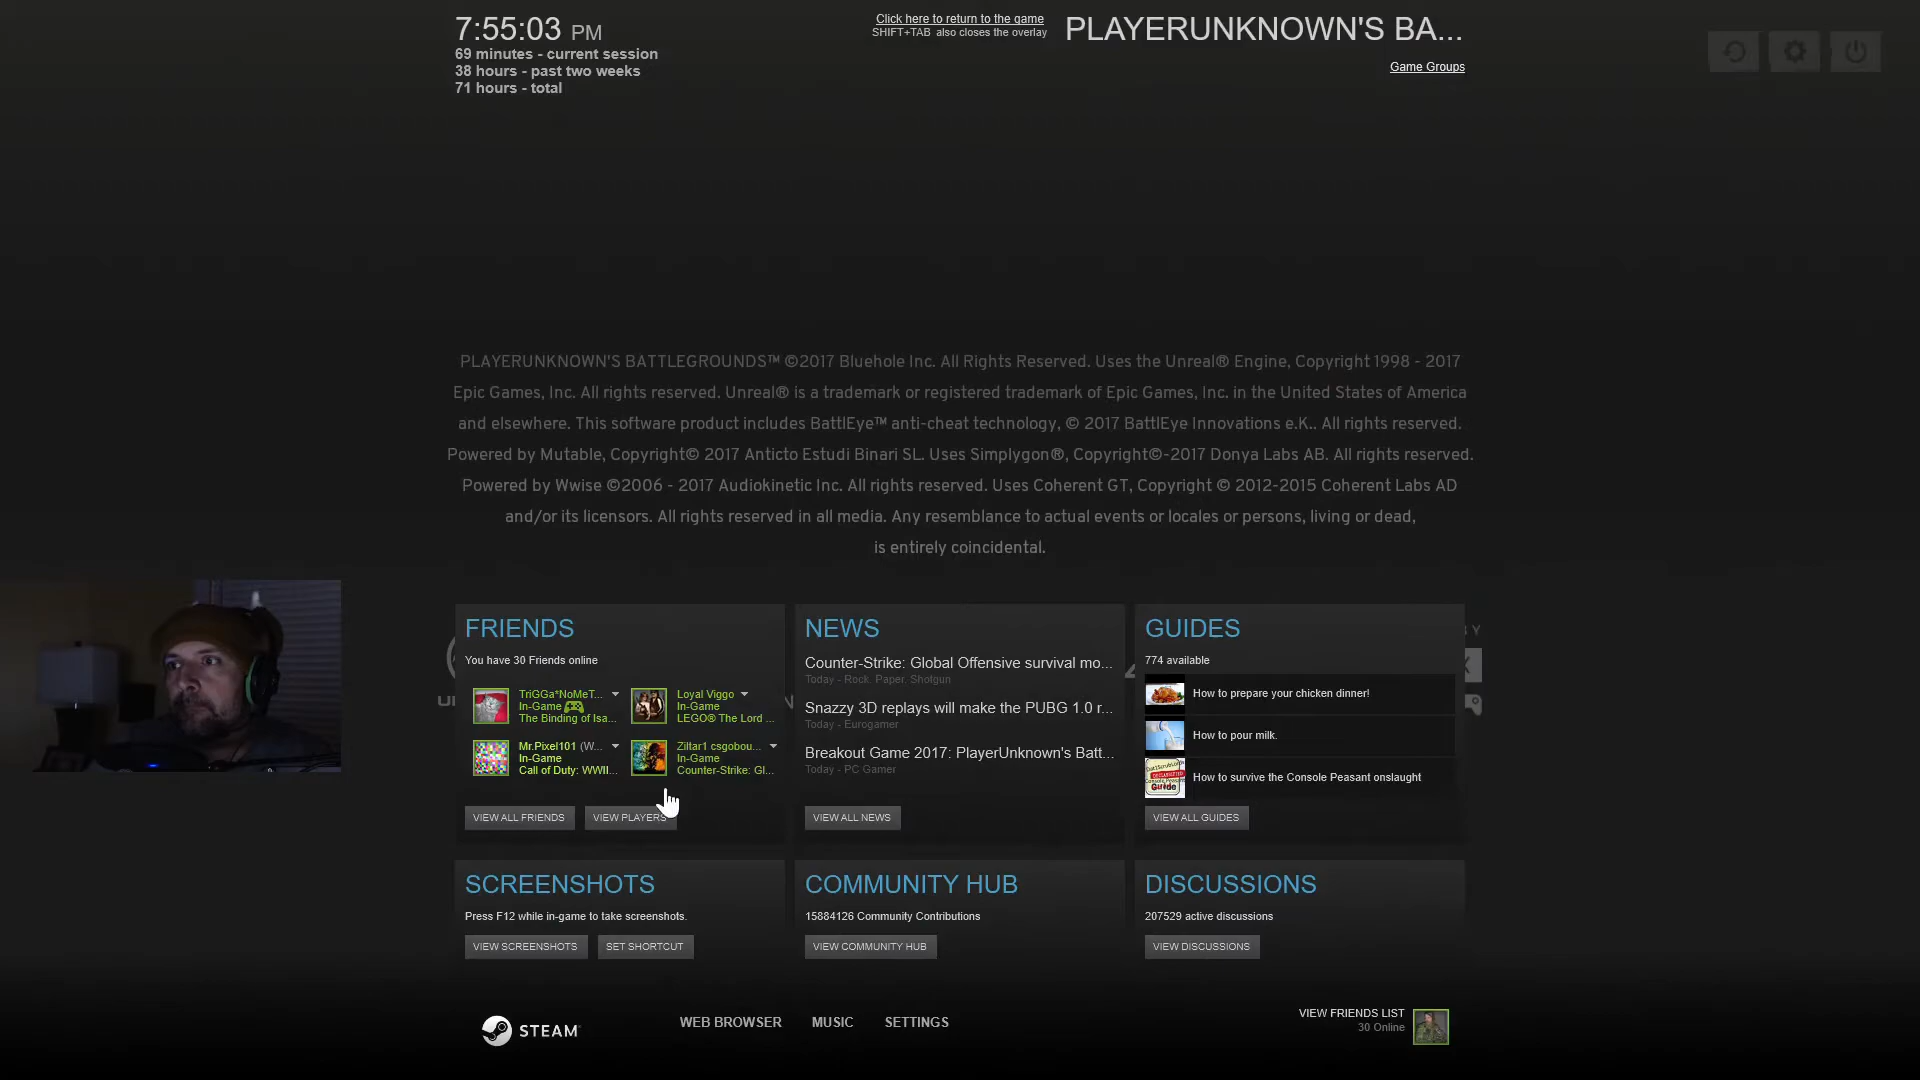 7:55:03 PM
69 minutes - current session
38 hours - past two weeks
71 hours - total
Click here to return to the game
SHIFT+TAB also closes the overlay
PLAYERUNKNOWN'S BA...
Game Groups
PLAYERUNKNOWN'S BATTLEGROUNDS™ ©2017 Bluehole Inc. All Rights Reserved. Uses the Unreal® Engine, Copyright 1998 - 2017
Epic Games, Inc. All rights reserved. Unreal® is a trademark or registered trademark of Epic Games, Inc. in the United States of America
and elsewhere. This software product includes BattlEye™ anti-cheat technology, © 2017 BattlEye Innovations e.K.. All rights reserved.
Powered by Mutable, Copyright© 2017 Anticto Estudi Binari SL. Uses Simplygon®, Copyright©-2017 Donya Labs AB. All rights reserved.
Powered by Wwise ©2006 - 2017 Audiokinetic Inc. All rights reserved. Uses Coherent GT, Copyright © 2012-2015 Coherent Labs AD
and/or its licensors. All rights reserved in all media. Any resemblance to actual events or locales or persons, living or dead,
is entirely coincidental.
FRIENDS
You have 30 Friends online
TriGGa*NoMeT...
In-Game
The Binding of Isa...
Loyal Viggo
In-Game
LEGO® The Lord ...
Mr.Pixel101 (W...
In-Game
Call of Duty: WWII...
Ziltar1 csgobou...
In-Game
Counter-Strike: Gl...
VIEW ALL FRIENDS
VIEW PLAYERS
NEWS
Counter-Strike: Global Offensive survival mo...
Today - Rock, Paper, Shotgun
Snazzy 3D replays will make the PUBG 1.0 r...
Today - Eurogamer
Breakout Game 2017: PlayerUnknown's Batt...
Today - PC Gamer
VIEW ALL NEWS
GUIDES
774 available
How to prepare your chicken dinner!
How to pour milk.
How to survive the Console Peasant onslaught
VIEW ALL GUIDES
SCREENSHOTS
Press F12 while in-game to take screenshots.
VIEW SCREENSHOTS
SET SHORTCUT
COMMUNITY HUB
15884126 Community Contributions
VIEW COMMUNITY HUB
DISCUSSIONS
207529 active discussions
VIEW DISCUSSIONS
STEAM
WEB BROWSER
MUSIC
SETTINGS
VIEW FRIENDS LIST
30 Online